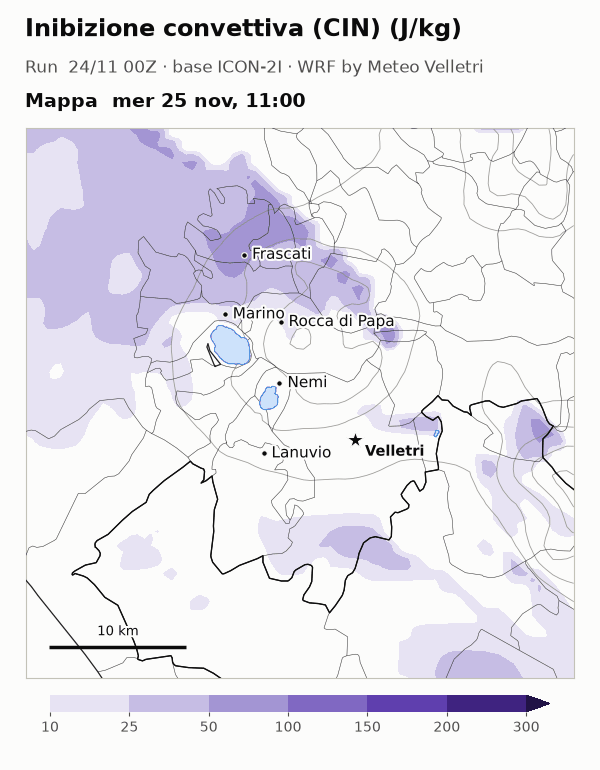 Inibizione convettiva (CIN) (J/kg)
Run  24/11 00Z · base ICON-2I · WRF by Meteo Velletri
Mappa  mer 25 nov, 11:00
Frascati
Marino
Rocca di Papa
Nemi
Velletri
Lanuvio
10 km
10 25 50 100 150 200 300